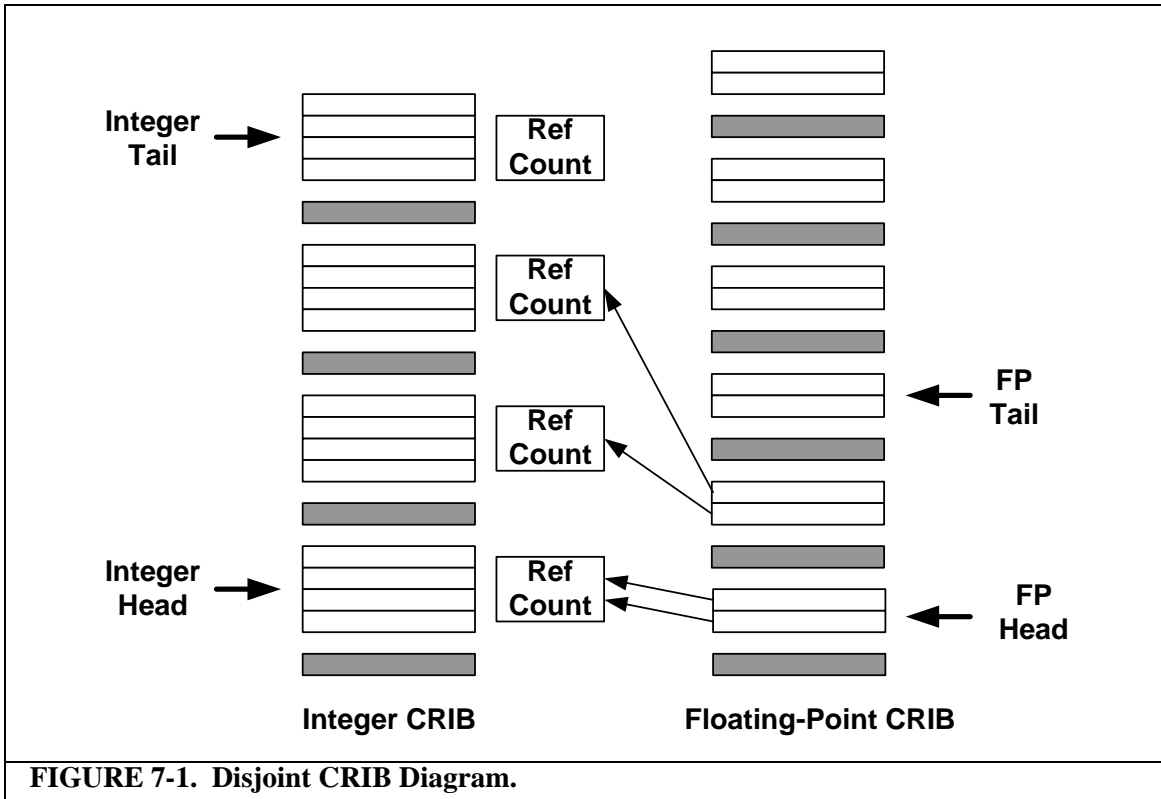 Integer
Tail
Ref
Count
Ref
Count
FP
Tail
Ref
Count
Integer
Head
Ref
Count
FP
Head
Integer CRIB
Floating-Point CRIB
FIGURE 7-1. Disjoint CRIB Diagram.